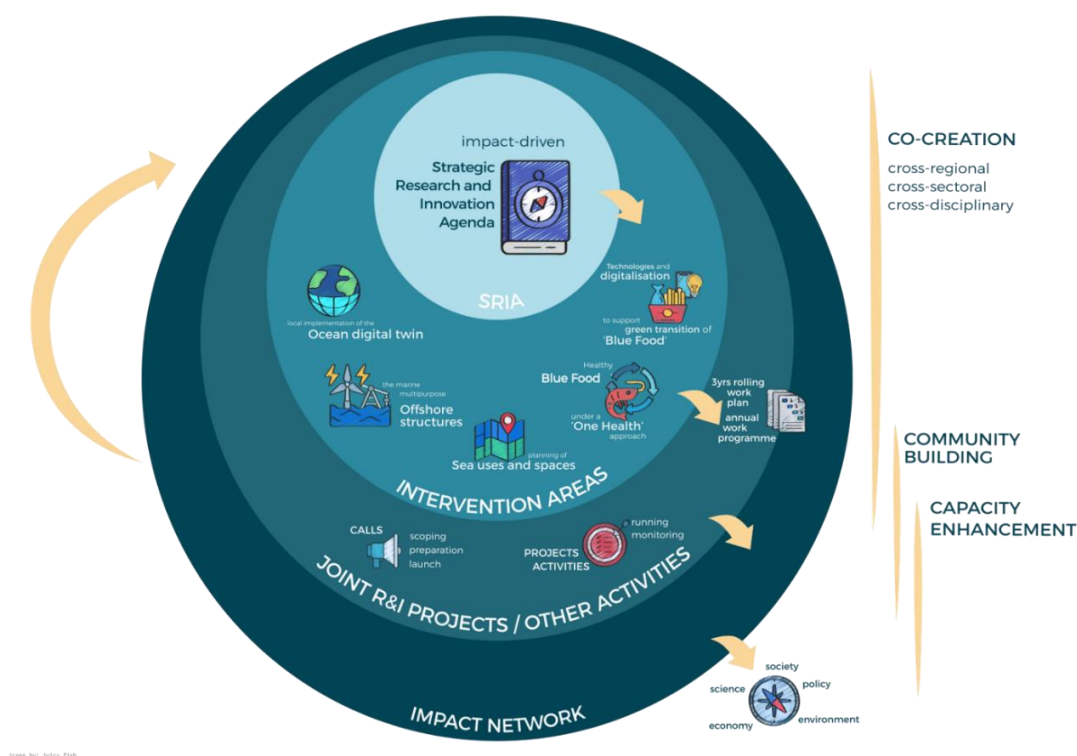 impact-driven
Strategic
Research and
Innovation
Agenda
SRIA
local implementation of the
Ocean digital twin
Technologies and
digitalisation
to support
green transition of
'Blue Food'
the marine
multipurpose
Offshore
structures
Healthy
Blue Food
under a
'One Health'
approach
planning of
Sea uses and spaces
INTERVENTION AREAS
3yrs rolling
work
plan
annual
work
programme
CALLS
scoping
preparation
launch
PROJECTS
ACTIVITIES
running
monitoring
JOINT R&I PROJECTS / OTHER ACTIVITIES
IMPACT NETWORK
society
science
policy
economy
environment
CO-CREATION
cross-regional
cross-sectoral
cross-disciplinary
COMMUNITY
BUILDING
CAPACITY
ENHANCEMENT